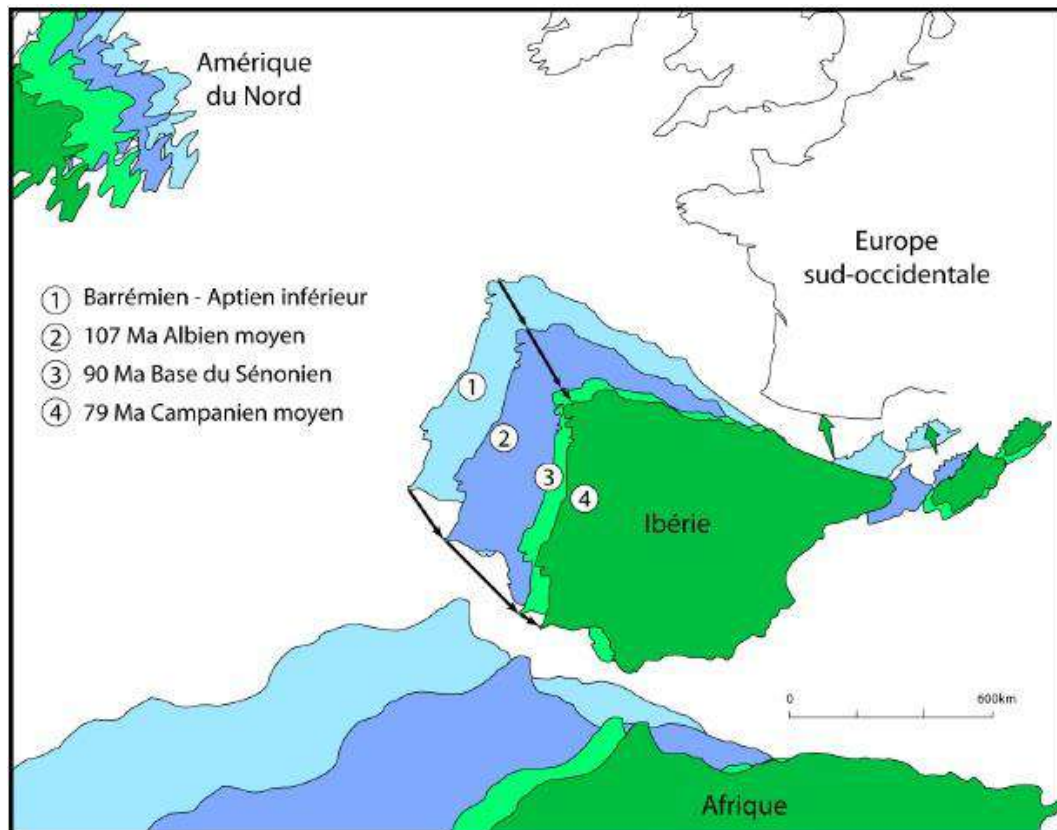 Amérique
du Nord
Europe
sud-occidentale
① Barrémien - Aptien inférieur
② 107 Ma Albien moyen
③ 90 Ma Base du Sénonien
④ 79 Ma Campanien moyen
①
②
③
④
Ibérie
0 600km
Afrique